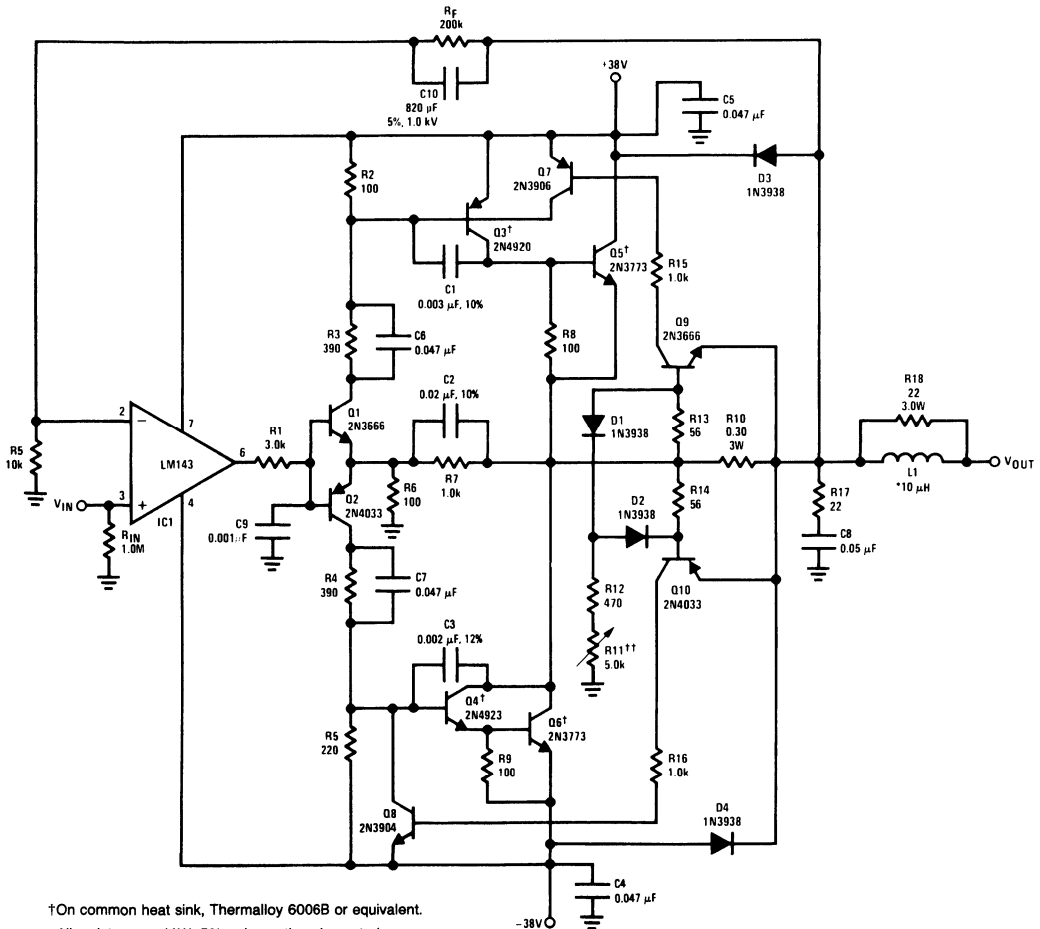 RF
200k
C10
820 pF
5%, 1.0 kV
+38V
C5
0.047 µF
R2
100
Q7
2N3906
D3
1N3938
Q3†
2N4920
Q5†
2N3773
R15
1.0k
C1
0.003 µF, 10%
R3
390
C6
0.047 µF
R8
100
Q9
2N3666
C2
0.02 µF, 10%
R18
22
3.0W
Q1
2N3666
D1
1N3938
R13
56
R10
0.30
3W
2
−
7
R5
10k
LM143
6
R1
3.0k
VIN
3
+
4
IC1
RIN
1.0M
R7
1.0k
R6
100
L1
*10 µH
VOUT
Q2
2N4033
D2
1N3938
R14
56
R17
22
C9
C8
0.05 µF
R4
390
C7
0.047 µF
Q10
2N4033
R12
470
C3
0.002 µF, 12%
R11††
5.0k
Q4†
2N4923
Q6†
2N3773
R5
220
R9
100
R16
1.0k
Q8
2N3904
D4
1N3938
C4
0.047 µF
†On common heat sink, Thermalloy 6006B or equivalent.
−38V